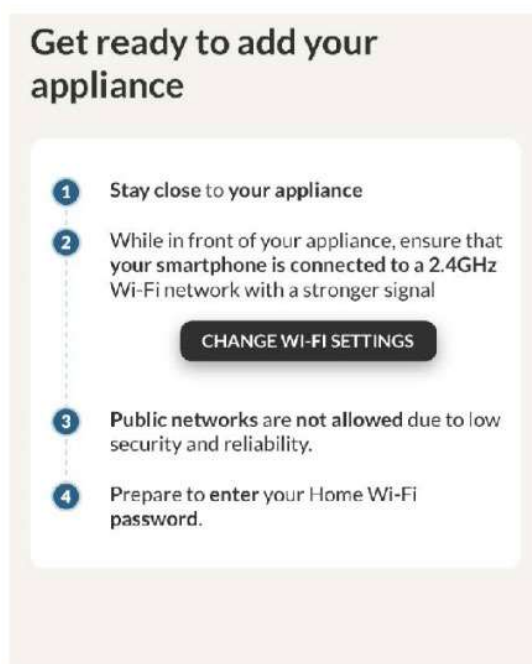 Get ready to add your
appliance
1 Stay close to your appliance
2 While in front of your appliance, ensure that
your smartphone is connected to a 2.4GHz
Wi-Fi network with a stronger signal
CHANGE WI-FI SETTINGS
3 Public networks are not allowed due to low
security and reliability.
4 Prepare to enter your Home Wi-Fi
password.